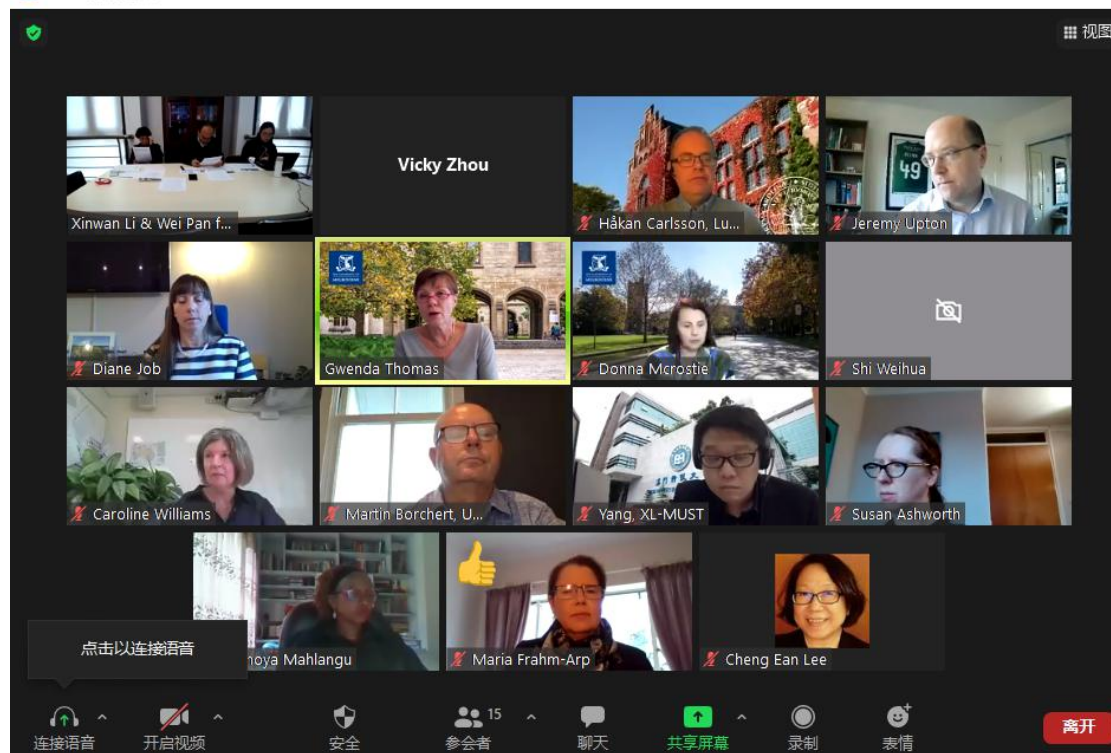 视图
Xinwan Li & Wei Pan f...
Vicky Zhou
Håkan Carlsson, Lu...
Jeremy Upton
49
Diane Job
Gwenda Thomas
Donna Mcrostie
Shi Weihua
Caroline Williams
Martin Borchert, U...
Yang, XL-MUST
Susan Ashworth
noya Mahlangu
Maria Frahm-Arp
Cheng Ean Lee
点击以连接语音
连接语音
开启视频
安全
15
参会者
聊天
共享屏幕
录制
表情
离开